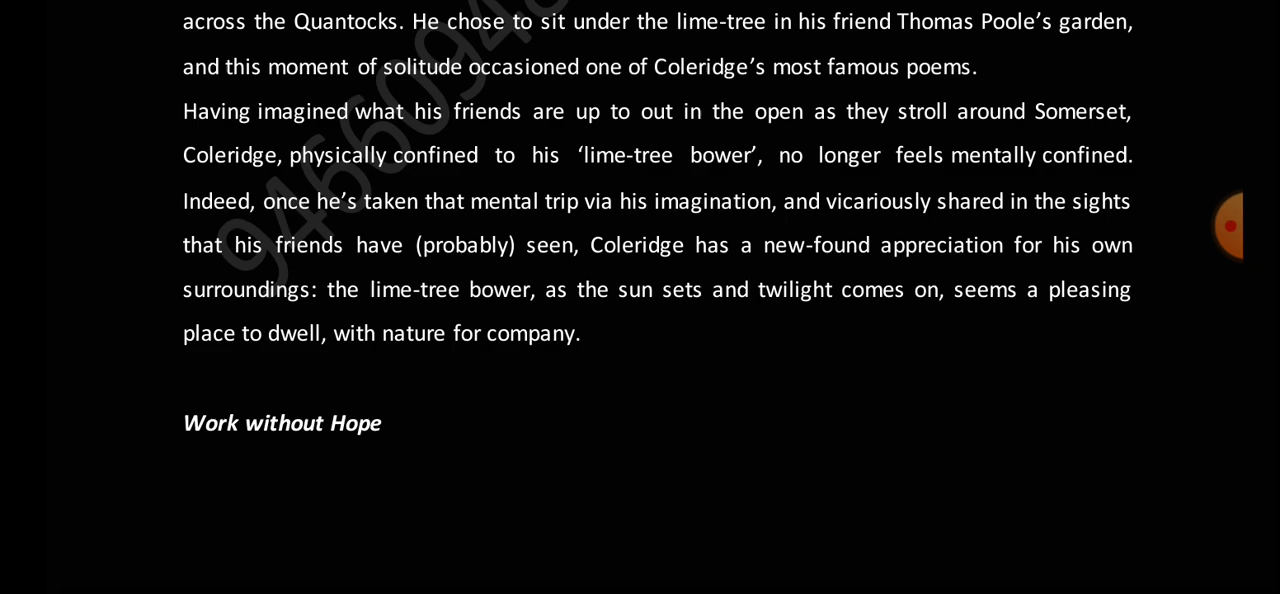 across the Quantocks. He chose to sit under the lime-tree in his friend Thomas Poole’s garden,
and this moment of solitude occasioned one of Coleridge’s most famous poems.
Having imagined what his friends are up to out in the open as they stroll around Somerset,
Coleridge, physically confined to his ‘lime-tree bower’, no longer feels mentally confined.
Indeed, once he’s taken that mental trip via his imagination, and vicariously shared in the sights
that his friends have (probably) seen, Coleridge has a new-found appreciation for his own
surroundings: the lime-tree bower, as the sun sets and twilight comes on, seems a pleasing
place to dwell, with nature for company.
Work without Hope